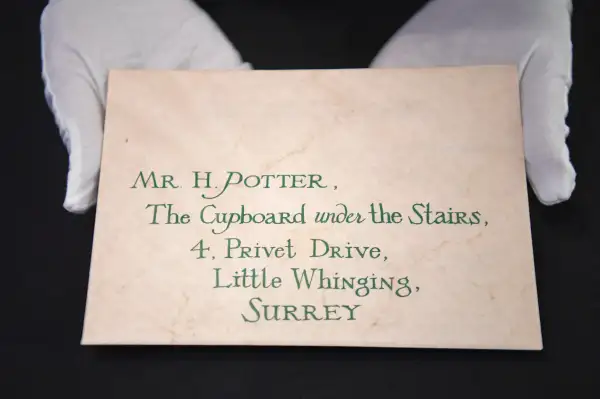 MR. H. POTTER,
The Cupboard under the Stairs,
4, Privet Drive,
Little Whinging,
SURREY